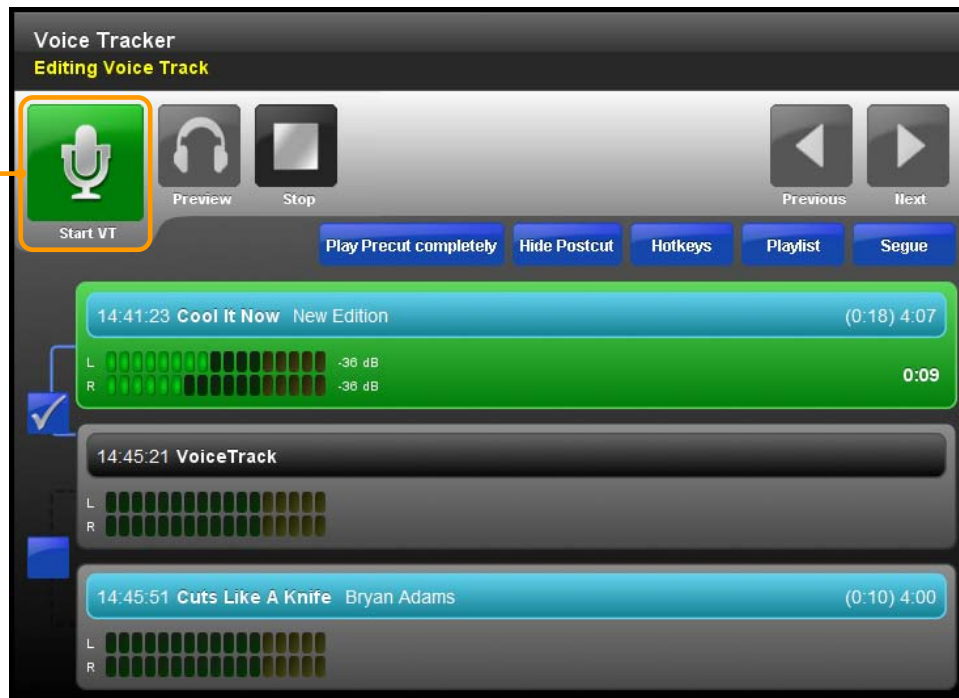 Voice Tracker
Editing Voice Track
Preview
Stop
Previous
Next
Start VT
Play Precut completely
Hide Postcut
Hotkeys
Playlist
Segue
14:41:23 Cool It Now New Edition (0:18) 4:07
L -36 dB
R -36 dB
0:09
14:45:21 VoiceTrack
L
R
14:45:51 Cuts Like A Knife Bryan Adams (0:10) 4:00
L
R